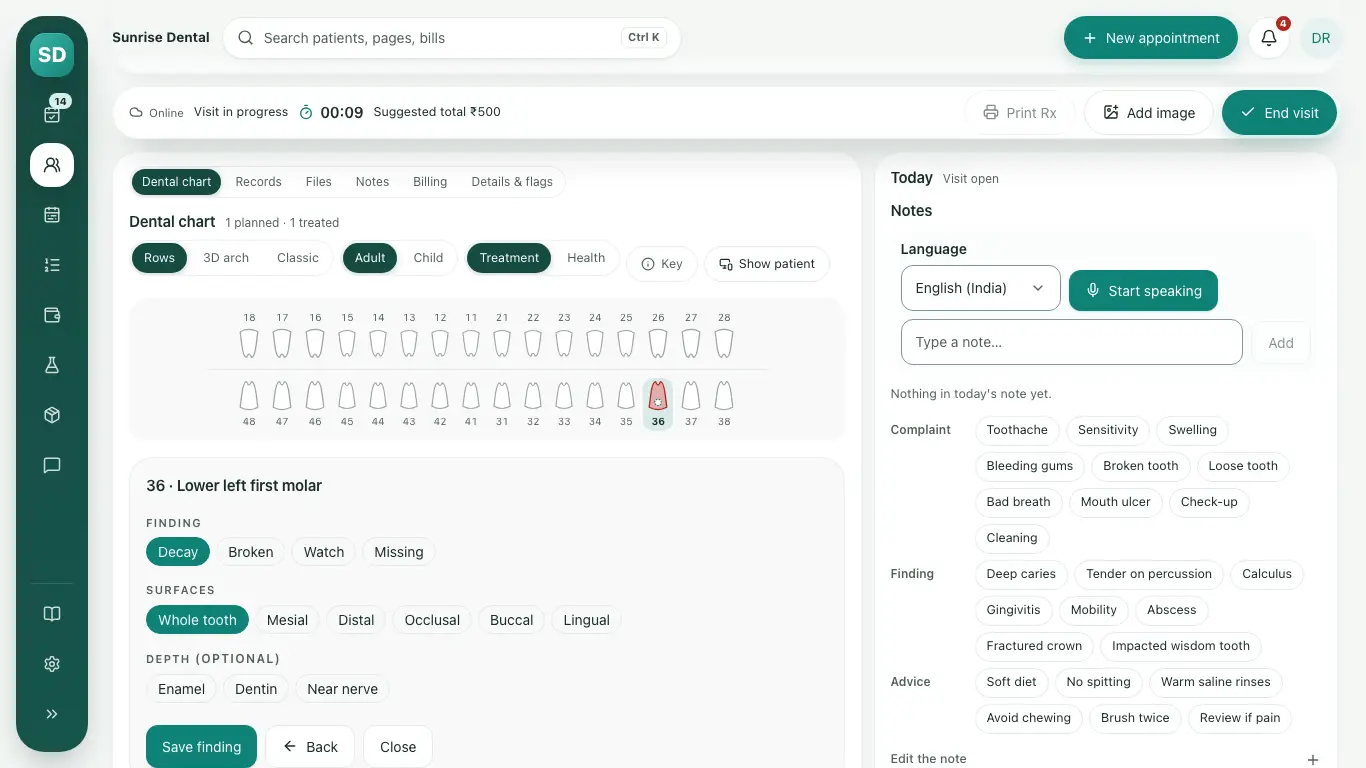 SD
14
Sunrise Dental
Search patients, pages, bills
Ctrl K
New appointment
4
DR
Online
Visit in progress
00:09
Suggested total ₹500
Print Rx
Add image
End visit
Dental chart
Records
Files
Notes
Billing
Details & flags
Dental chart
1 planned · 1 treated
Rows
3D arch
Classic
Adult
Child
Treatment
Health
Key
Show patient
18 17 16 15 14 13 12 11 21 22 23 24 25 26 27 28
48 47 46 45 44 43 42 41 31 32 33 34 35 36 37 38
36 · Lower left first molar
FINDING
Decay
Broken
Watch
Missing
SURFACES
Whole tooth
Mesial
Distal
Occlusal
Buccal
Lingual
DEPTH (OPTIONAL)
Enamel
Dentin
Near nerve
Save finding
Back
Close
Today
Visit open
Notes
Language
English (India)
Start speaking
Type a note...
Add
Nothing in today's note yet.
Complaint
Toothache
Sensitivity
Swelling
Bleeding gums
Broken tooth
Loose tooth
Bad breath
Mouth ulcer
Check-up
Cleaning
Finding
Deep caries
Tender on percussion
Calculus
Gingivitis
Mobility
Abscess
Fractured crown
Impacted wisdom tooth
Advice
Soft diet
No spitting
Warm saline rinses
Avoid chewing
Brush twice
Review if pain
Edit the note